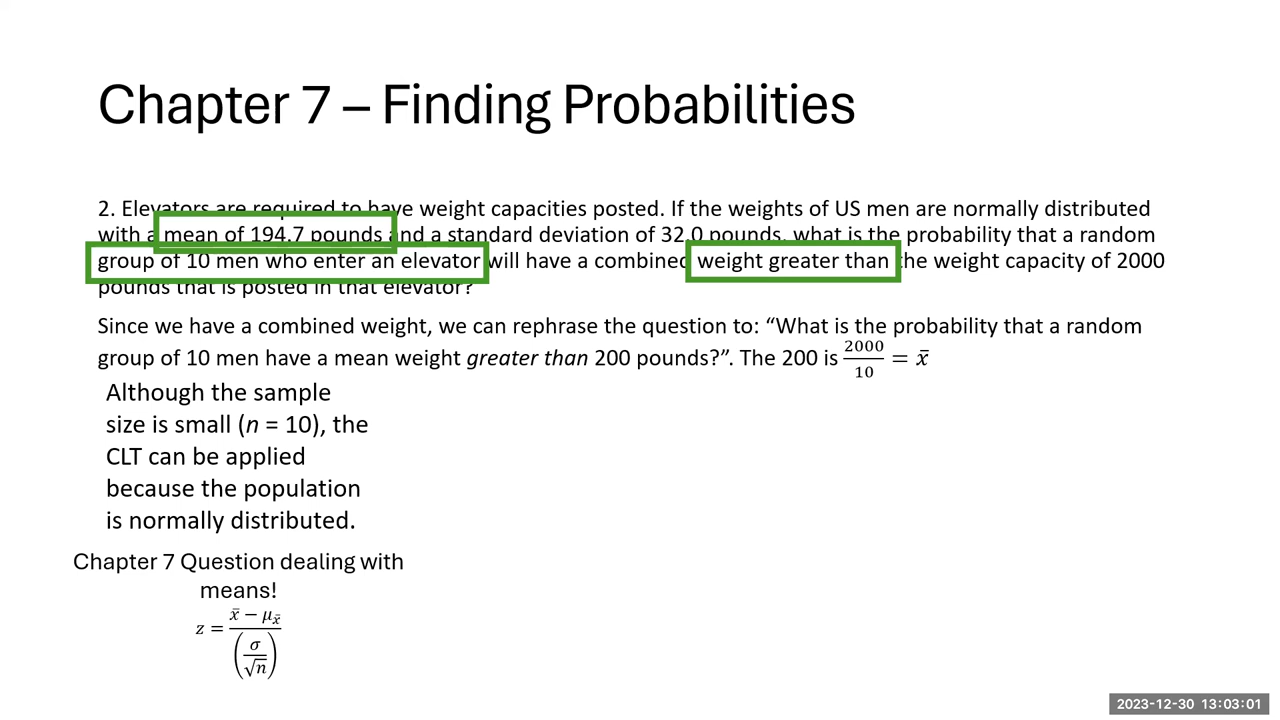 Chapter 7 – Finding Probabilities
2. Elevators are required to have weight capacities posted. If the weights of US men are normally distributed
with a mean of 194.7 pounds and a standard deviation of 32.0 pounds, what is the probability that a random
group of 10 men who enter an elevator will have a combined weight greater than the weight capacity of 2000
pounds that is posted in that elevator?
Since we have a combined weight, we can rephrase the question to: “What is the probability that a random
group of 10 men have a mean weight greater than 200 pounds?”. The 200 is 2000/10 = x̄
Although the sample
size is small (n = 10), the
CLT can be applied
because the population
is normally distributed.
Chapter 7 Question dealing with
means!
z = (x̄ − μx̄)/(σ/√n)
2023-12-30 13:03:01